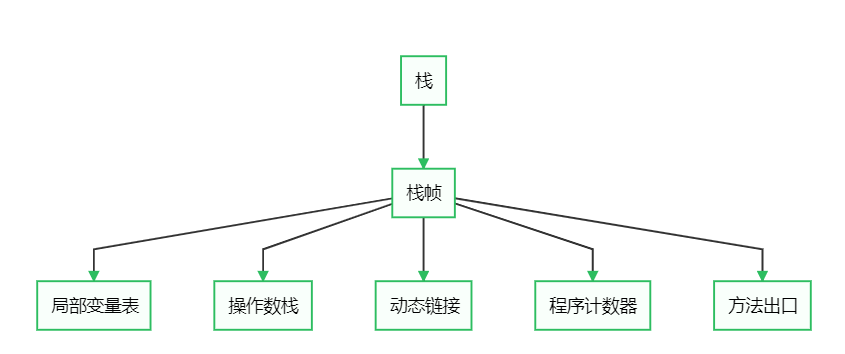 栈
栈帧
局部变量表
操作数栈
动态链接
程序计数器
方法出口